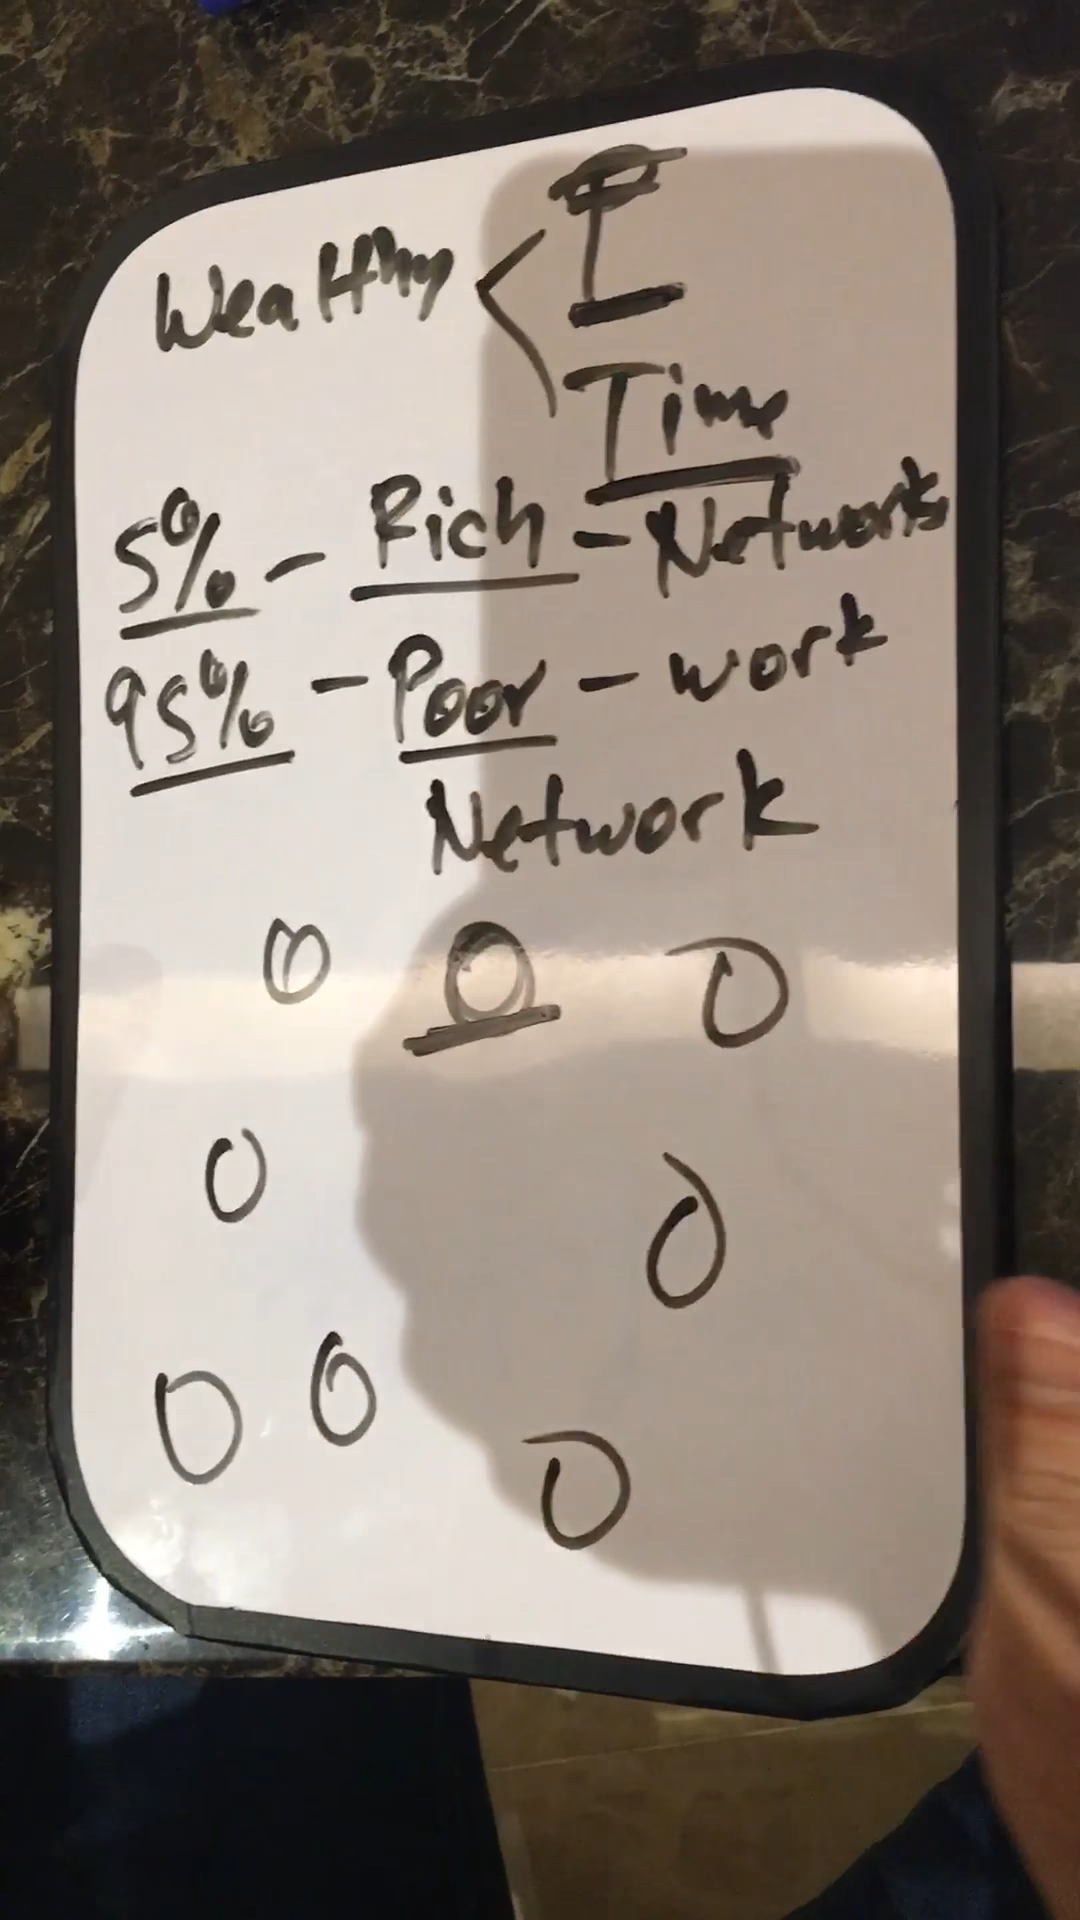 Wealthy <
Time
5% - Rich - Networks
95% - Poor - work
Network